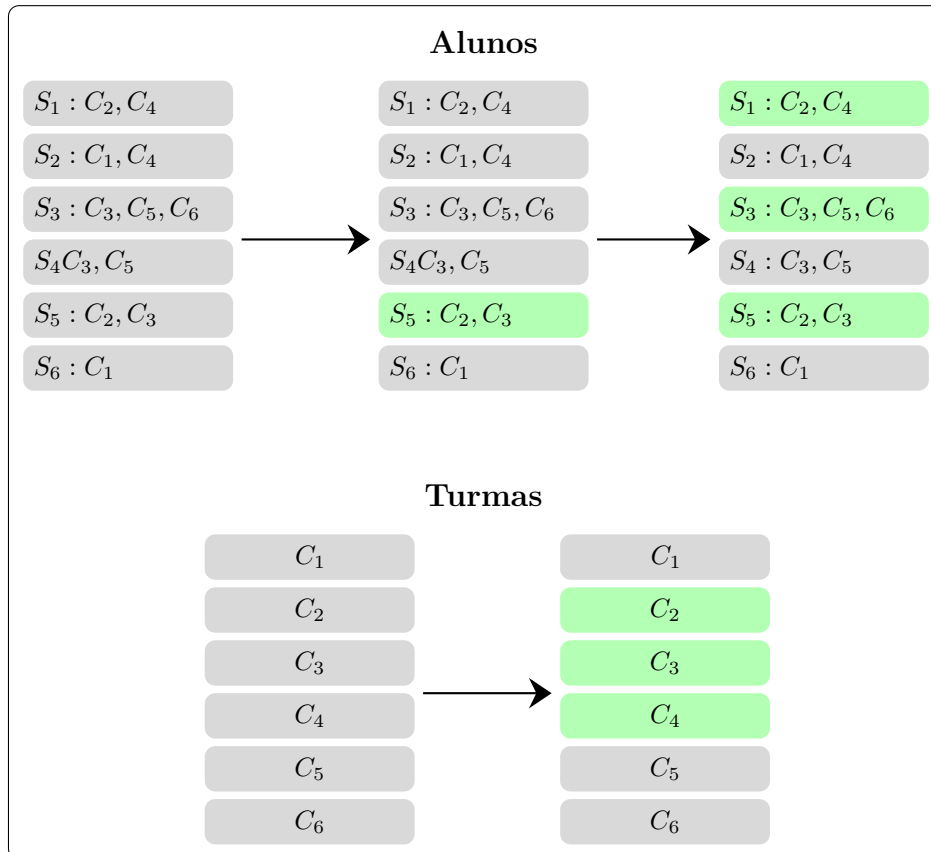 Alunos
S₁ : C₂, C₄
S₂ : C₁, C₄
S₃ : C₃, C₅, C₆
S₄C₃, C₅
S₅ : C₂, C₃
S₆ : C₁
S₁ : C₂, C₄
S₂ : C₁, C₄
S₃ : C₃, C₅, C₆
S₄C₃, C₅
S₅ : C₂, C₃
S₆ : C₁
S₁ : C₂, C₄
S₂ : C₁, C₄
S₃ : C₃, C₅, C₆
S₄ : C₃, C₅
S₅ : C₂, C₃
S₆ : C₁
Turmas
C₁
C₂
C₃
C₄
C₅
C₆
C₁
C₂
C₃
C₄
C₅
C₆